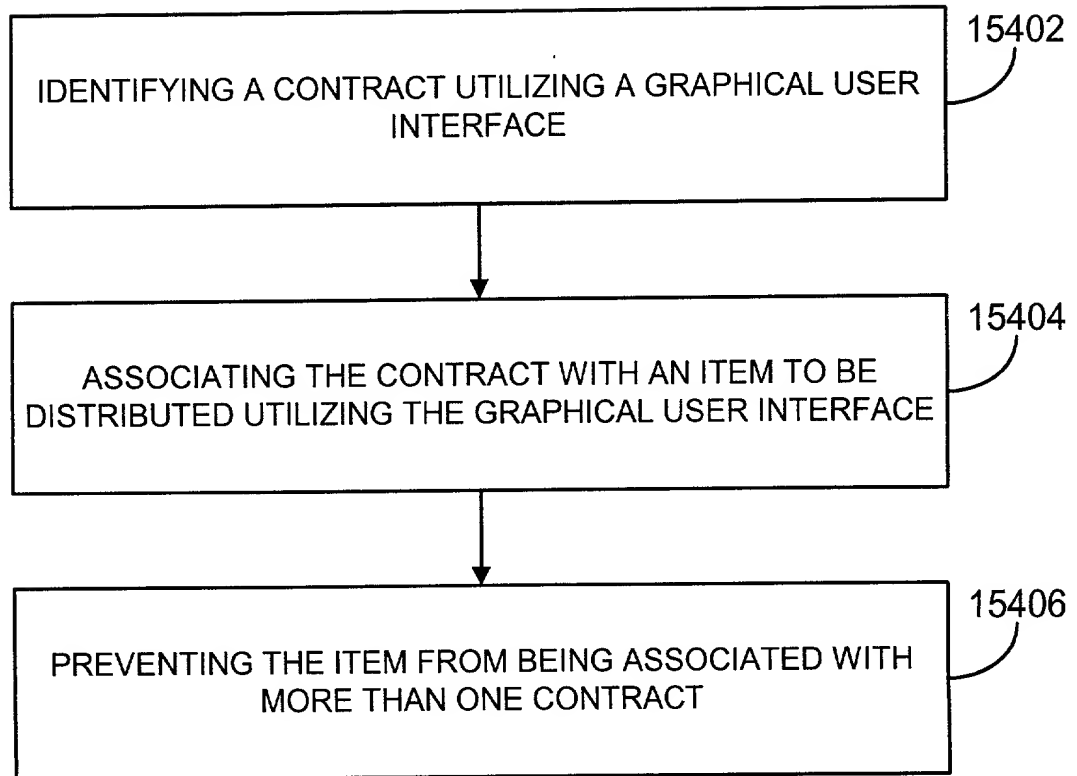 15402
IDENTIFYING A CONTRACT UTILIZING A GRAPHICAL USER
INTERFACE
15404
ASSOCIATING THE CONTRACT WITH AN ITEM TO BE
DISTRIBUTED UTILIZING THE GRAPHICAL USER INTERFACE
15406
PREVENTING THE ITEM FROM BEING ASSOCIATED WITH
MORE THAN ONE CONTRACT